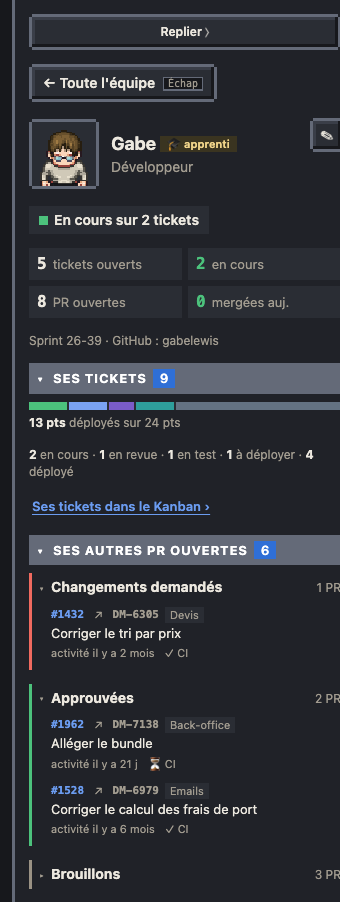 Replier ›
← Toute l'équipe Échap
Gabe 🎓 apprenti
Développeur
En cours sur 2 tickets
5 tickets ouverts
2 en cours
8 PR ouvertes
0 mergées auj.
Sprint 26-39 · GitHub : gabelewis
▾ SES TICKETS 9
13 pts déployés sur 24 pts
2 en cours · 1 en revue · 1 en test · 1 à déployer · 4
déployé
Ses tickets dans le Kanban ›
▾ SES AUTRES PR OUVERTES 6
▾ Changements demandés 1 PR
#1432 ↗ DM-6305 Devis
Corriger le tri par prix
activité il y a 2 mois ✓ CI
▾ Approuvées 2 PR
#1962 ↗ DM-7138 Back-office
Alléger le bundle
activité il y a 21 j ⏳ CI
#1528 ↗ DM-6979 Emails
Corriger le calcul des frais de port
activité il y a 6 mois ✓ CI
▸ Brouillons 3 PR